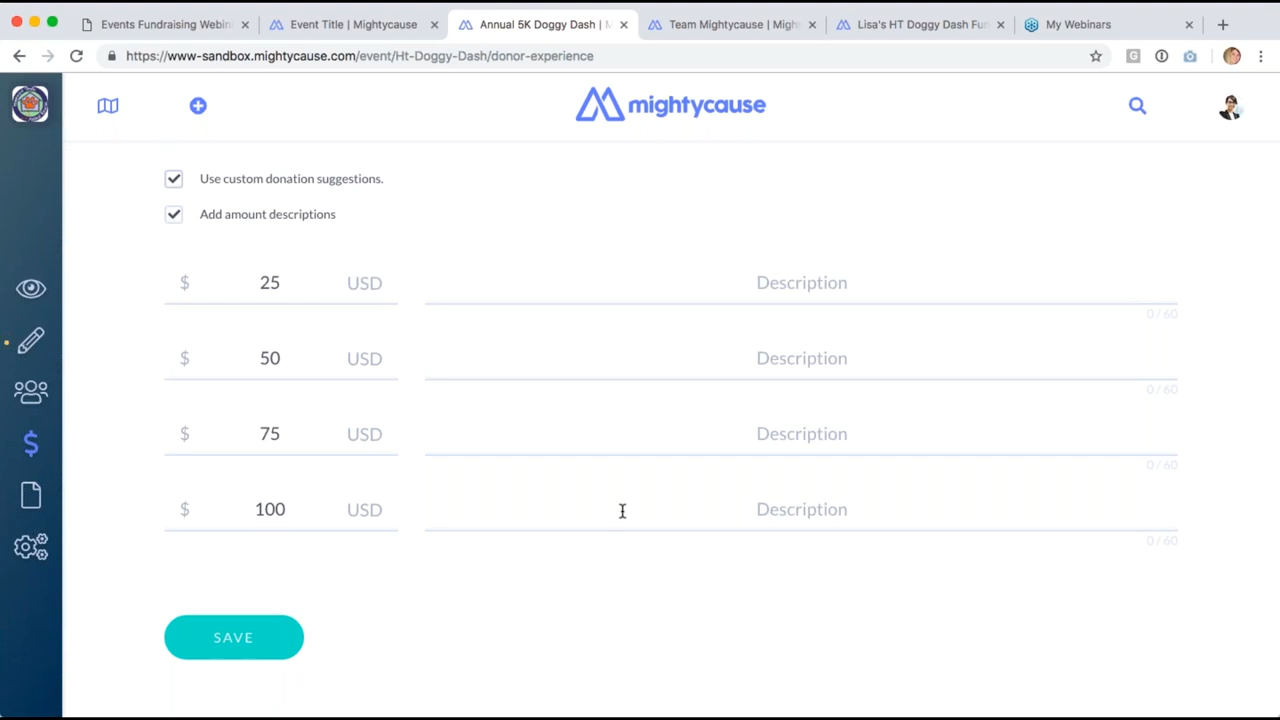 Events Fundraising Webin
Event Title | Mightycause
Annual 5K Doggy Dash | M
Team Mightycause | Migh
Lisa's HT Doggy Dash Fun
My Webinars
https://www-sandbox.mightycause.com/event/Ht-Doggy-Dash/donor-experience
mightycause
Use custom donation suggestions.
Add amount descriptions
$ 25 USD Description
0 / 60
$ 50 USD Description
0 / 60
$ 75 USD Description
0 / 60
$ 100 USD Description
0 / 60
SAVE